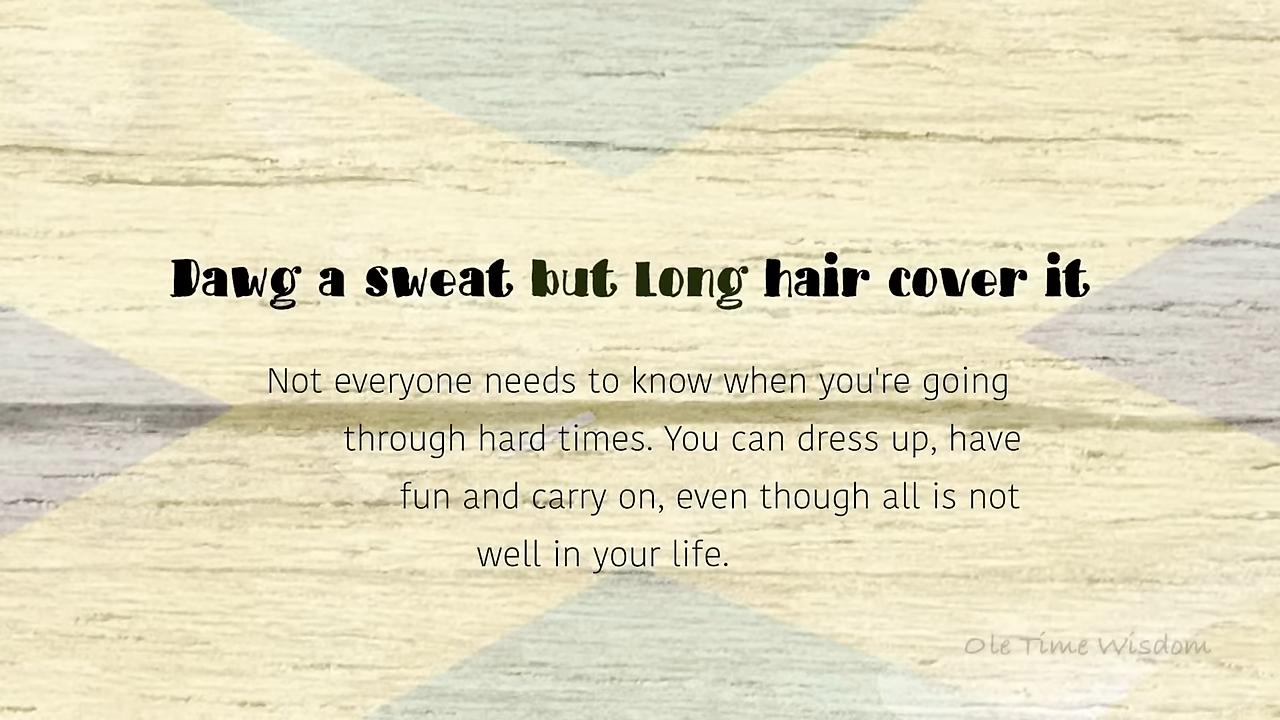 Dawg a sweat but long hair cover it
Not everyone needs to know when you're going
through hard times. You can dress up, have
fun and carry on, even though all is not
well in your life.
Ole Time Wisdom